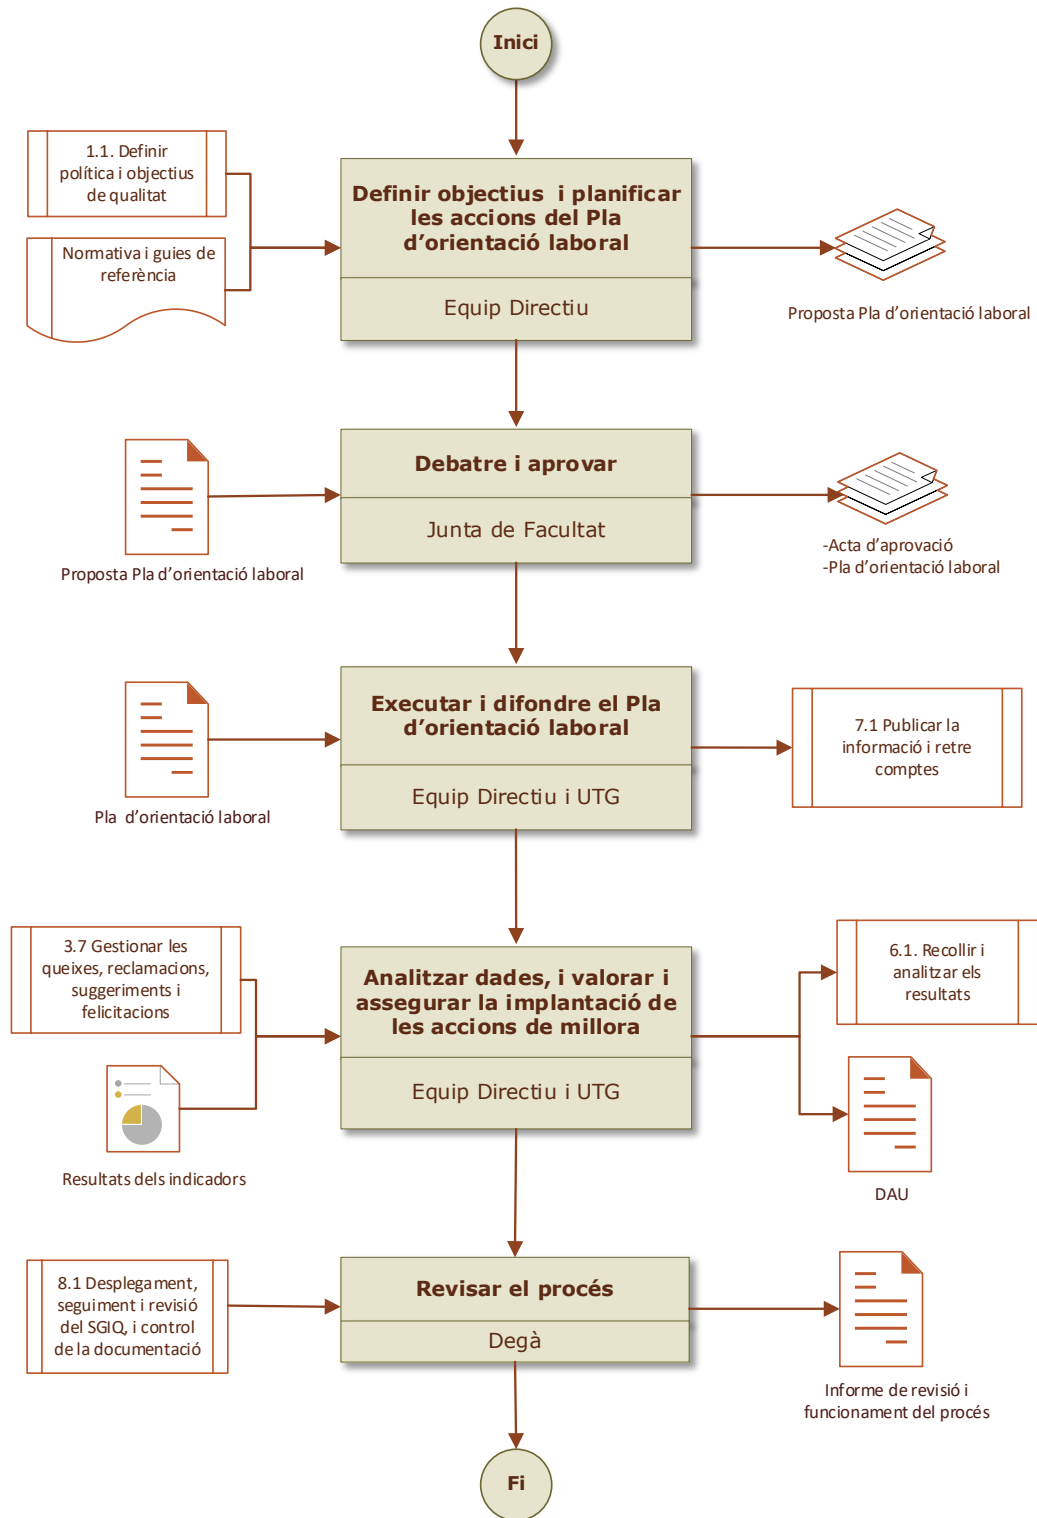 Inici
1.1. Definir
política i objectius
de qualitat
Normativa i guies de
referència
Definir objectius i planificar
les accions del Pla
d'orientació laboral
Equip Directiu
Proposta Pla d'orientació laboral
Proposta Pla d'orientació laboral
Debatre i aprovar
Junta de Facultat
-Acta d'aprovació
-Pla d'orientació laboral
Pla d'orientació laboral
Executar i difondre el Pla
d'orientació laboral
Equip Directiu i UTG
7.1 Publicar la
informació i retre
comptes
3.7 Gestionar les
queixes, reclamacions,
suggeriments i
felicitacions
Resultats dels indicadors
Analitzar dades, i valorar i
assegurar la implantació de
les accions de millora
Equip Directiu i UTG
6.1. Recollir i
analitzar els
resultats
DAU
8.1 Desplegament,
seguiment i revisió
del SGIQ, i control
de la documentació
Revisar el procés
Degà
Informe de revisió i
funcionament del procés
Fi